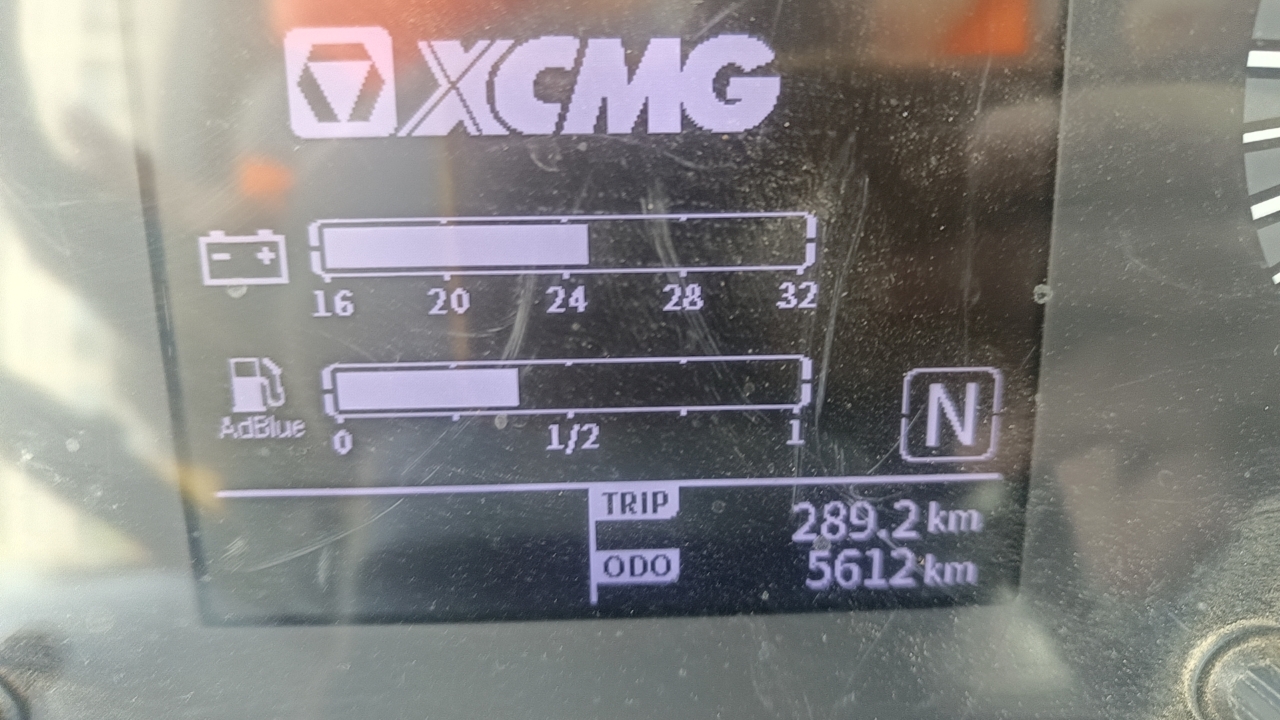 XCMG
- +
16 20 24 28 32
AdBlue
0 1/2 1
N
TRIP 289.2 km
ODO 5612 km